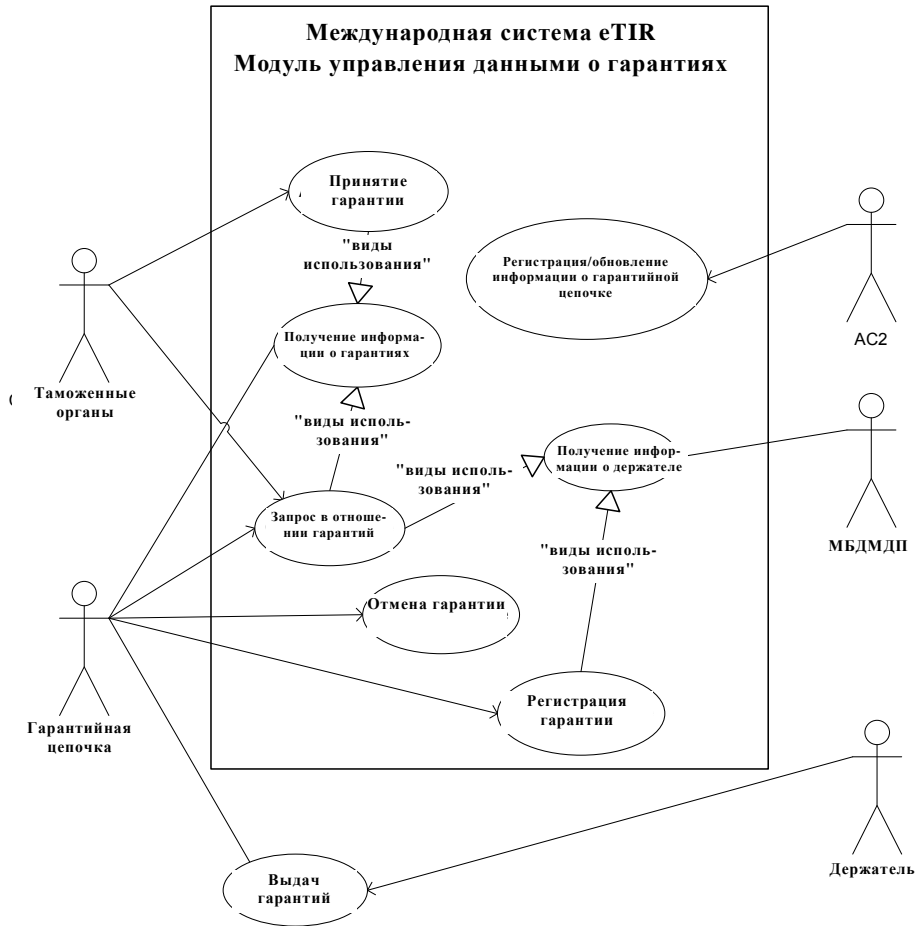 Международная система eTIR
Модуль управления данными о гарантиях
Принятие
гарантии
"виды
использования"
Регистрация/обновление
информации о гарантийной
цепочке
АС2
Получение информа-
ции о гарантиях
Таможенные
органы
"виды исполь-
зования"
Получение инфор-
мации о держателе
"виды исполь-
зования"
Запрос в отноше-
нии гарантий
МБДМДП
"виды исполь-
зования"
Отмена гарантии
Регистрация
гарантии
Гарантийная
цепочка
Держатель
Выдач
гарантий